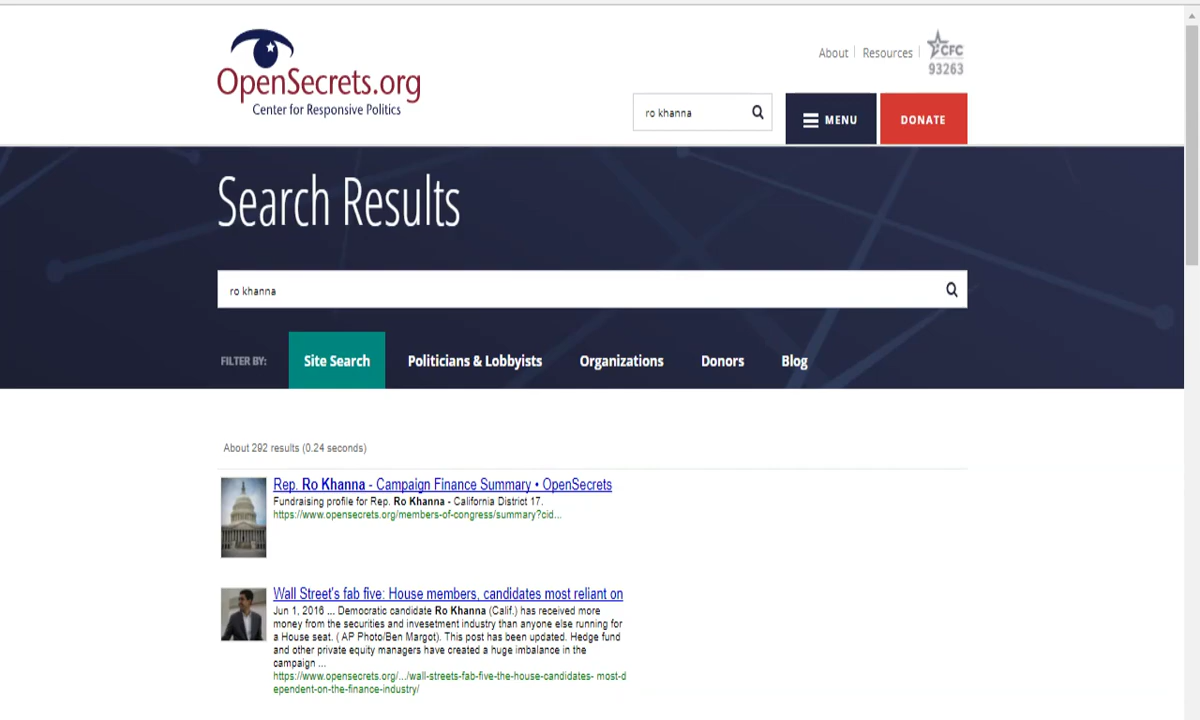 OpenSecrets.org
Center for Responsive Politics
About
Resources
CFC
93263
ro khanna
MENU
DONATE
Search Results
ro khanna
FILTER BY:
Site Search
Politicians & Lobbyists
Organizations
Donors
Blog
About 292 results (0.24 seconds)
Rep. Ro Khanna - Campaign Finance Summary • OpenSecrets
Fundraising profile for Rep. Ro Khanna - California District 17.
https://www.opensecrets.org/members-of-congress/summary?cid...
Wall Street's fab five: House members, candidates most reliant on
Jun 1, 2016 ... Democratic candidate Ro Khanna (Calif.) has received more
money from the securities and invesetment industry than anyone else running for
a House seat. ( AP Photo/Ben Margot). This post has been updated. Hedge fund
and other private equity managers have created a huge imbalance in the
campaign ...
https://www.opensecrets.org/.../wall-streets-fab-five-the-house-candidates- most-d
ependent-on-the-finance-industry/